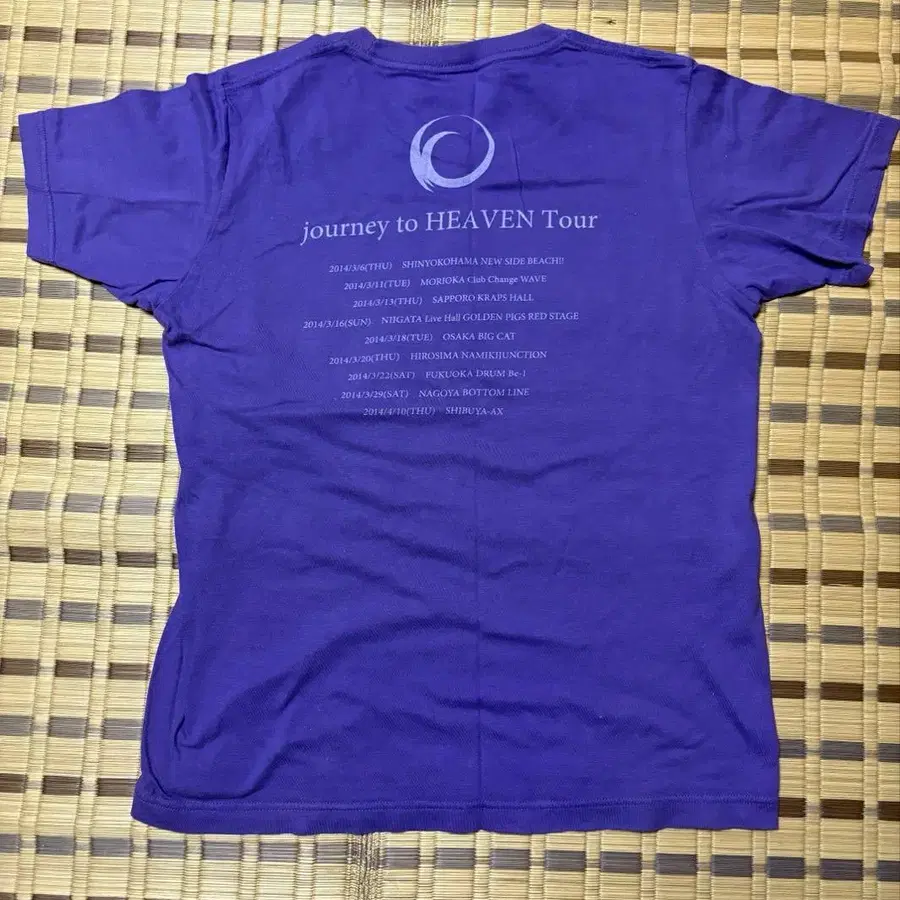 journey to HEAVEN Tour
2014/3/6(THU) SHINYOKOHAMA NEW SIDE BEACH!!
2014/3/11(TUE) MORIOKA Club Change WAVE
2014/3/13(THU) SAPPORO KRAPS HALL
2014/3/16(SUN) NIIGATA Live Hall GOLDEN PIGS RED STAGE
2014/3/18(TUE) OSAKA BIG CAT
2014/3/20(THU) HIROSIMA NAMIKIJUNCTION
2014/3/22(SAT) FUKUOKA DRUM Be-1
2014/3/29(SAT) NAGOYA BOTTOM LINE
2014/4/10(THU) SHIBUYA-AX